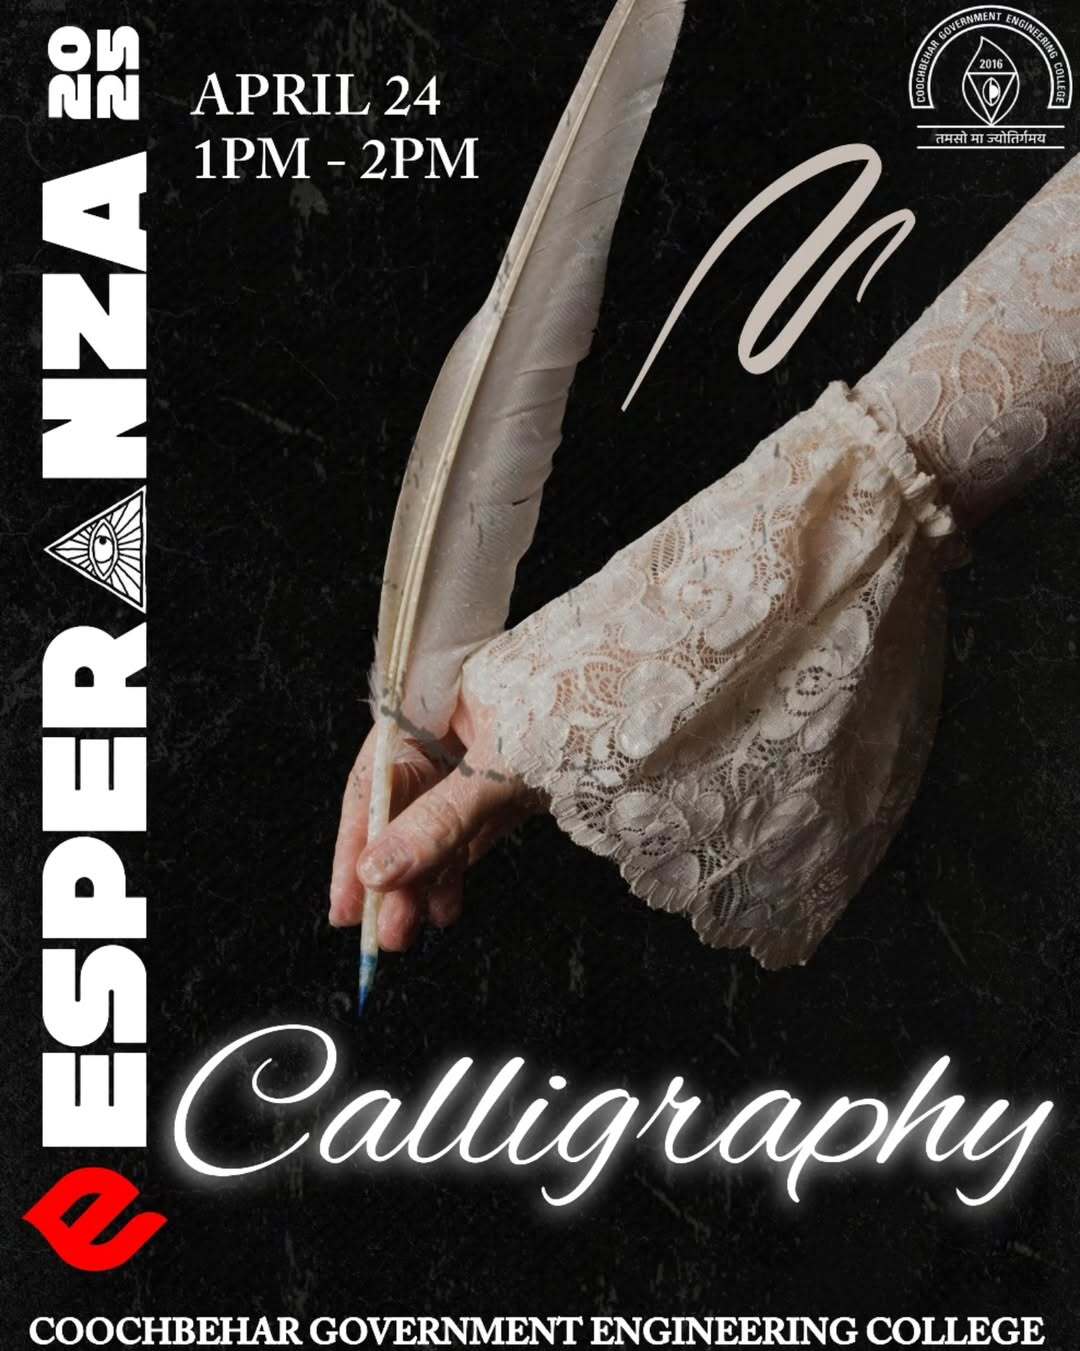 2025
ESPERANZA
APRIL 24
1PM - 2PM
COOCHBEHAR GOVERNMENT ENGINEERING COLLEGE
2016
तमसो मा ज्योतिर्गमय
Calligraphy
e
COOCHBEHAR GOVERNMENT ENGINEERING COLLEGE